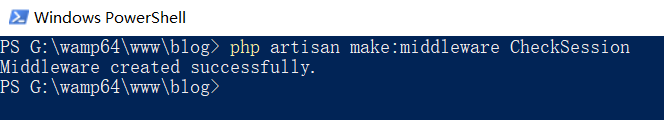 Windows PowerShell
PS G:\wamp64\www\blog> php artisan make:middleware CheckSession
Middleware created successfully.
PS G:\wamp64\www\blog>